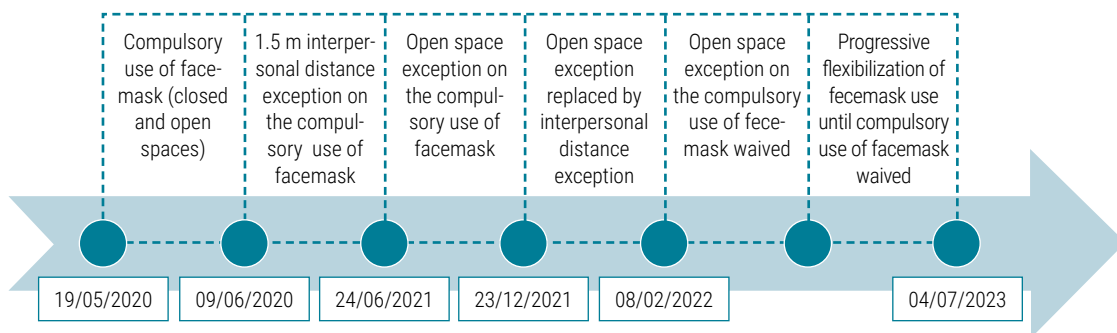 Compulsory
use of face-
mask (closed
and open
spaces)
1.5 m interper-
sonal distance
exception on
the compul-
sory use of
facemask
Open space
exception on
the compul-
sory use of
facemask
Open space
exception
replaced by
interpersonal
distance
exception
Open space
exception on
the compulsory
use of fece-
mask waived
Progressive
flexibilization of
fecemask use
until compulsory
use of facemask
waived
19/05/2020
09/06/2020
24/06/2021
23/12/2021
08/02/2022
04/07/2023